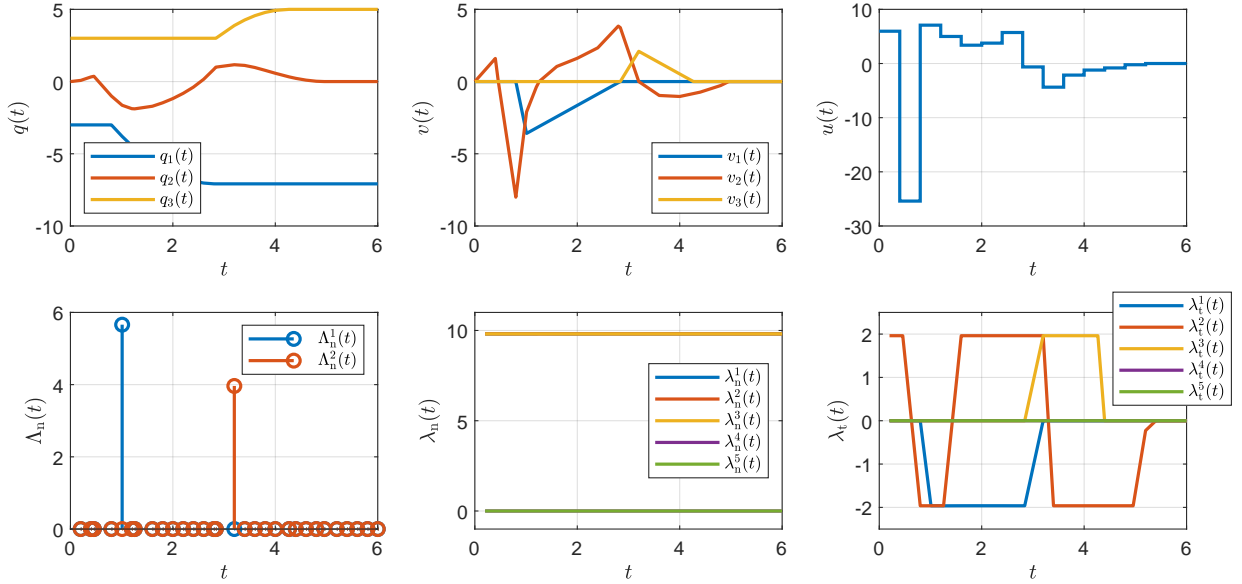 5
0
-5
-10
0 2 4 6
q(t)
t
q₁(t)
q₂(t)
q₃(t)
5
0
-5
-10
0 2 4 6
v(t)
t
v₁(t)
v₂(t)
v₃(t)
10
0
-10
-20
-30
0 2 4 6
u(t)
t
6
4
2
0
0 2 4 6
Λₙ(t)
t
Λₙ¹(t)
Λₙ²(t)
10
5
0
0 2 4 6
λₙ(t)
t
λₙ¹(t)
λₙ²(t)
λₙ³(t)
λₙ⁴(t)
λₙ⁵(t)
2
1
0
-1
-2
0 2 4 6
λₜ(t)
t
λₜ¹(t)
λₜ²(t)
λₜ³(t)
λₜ⁴(t)
λₜ⁵(t)